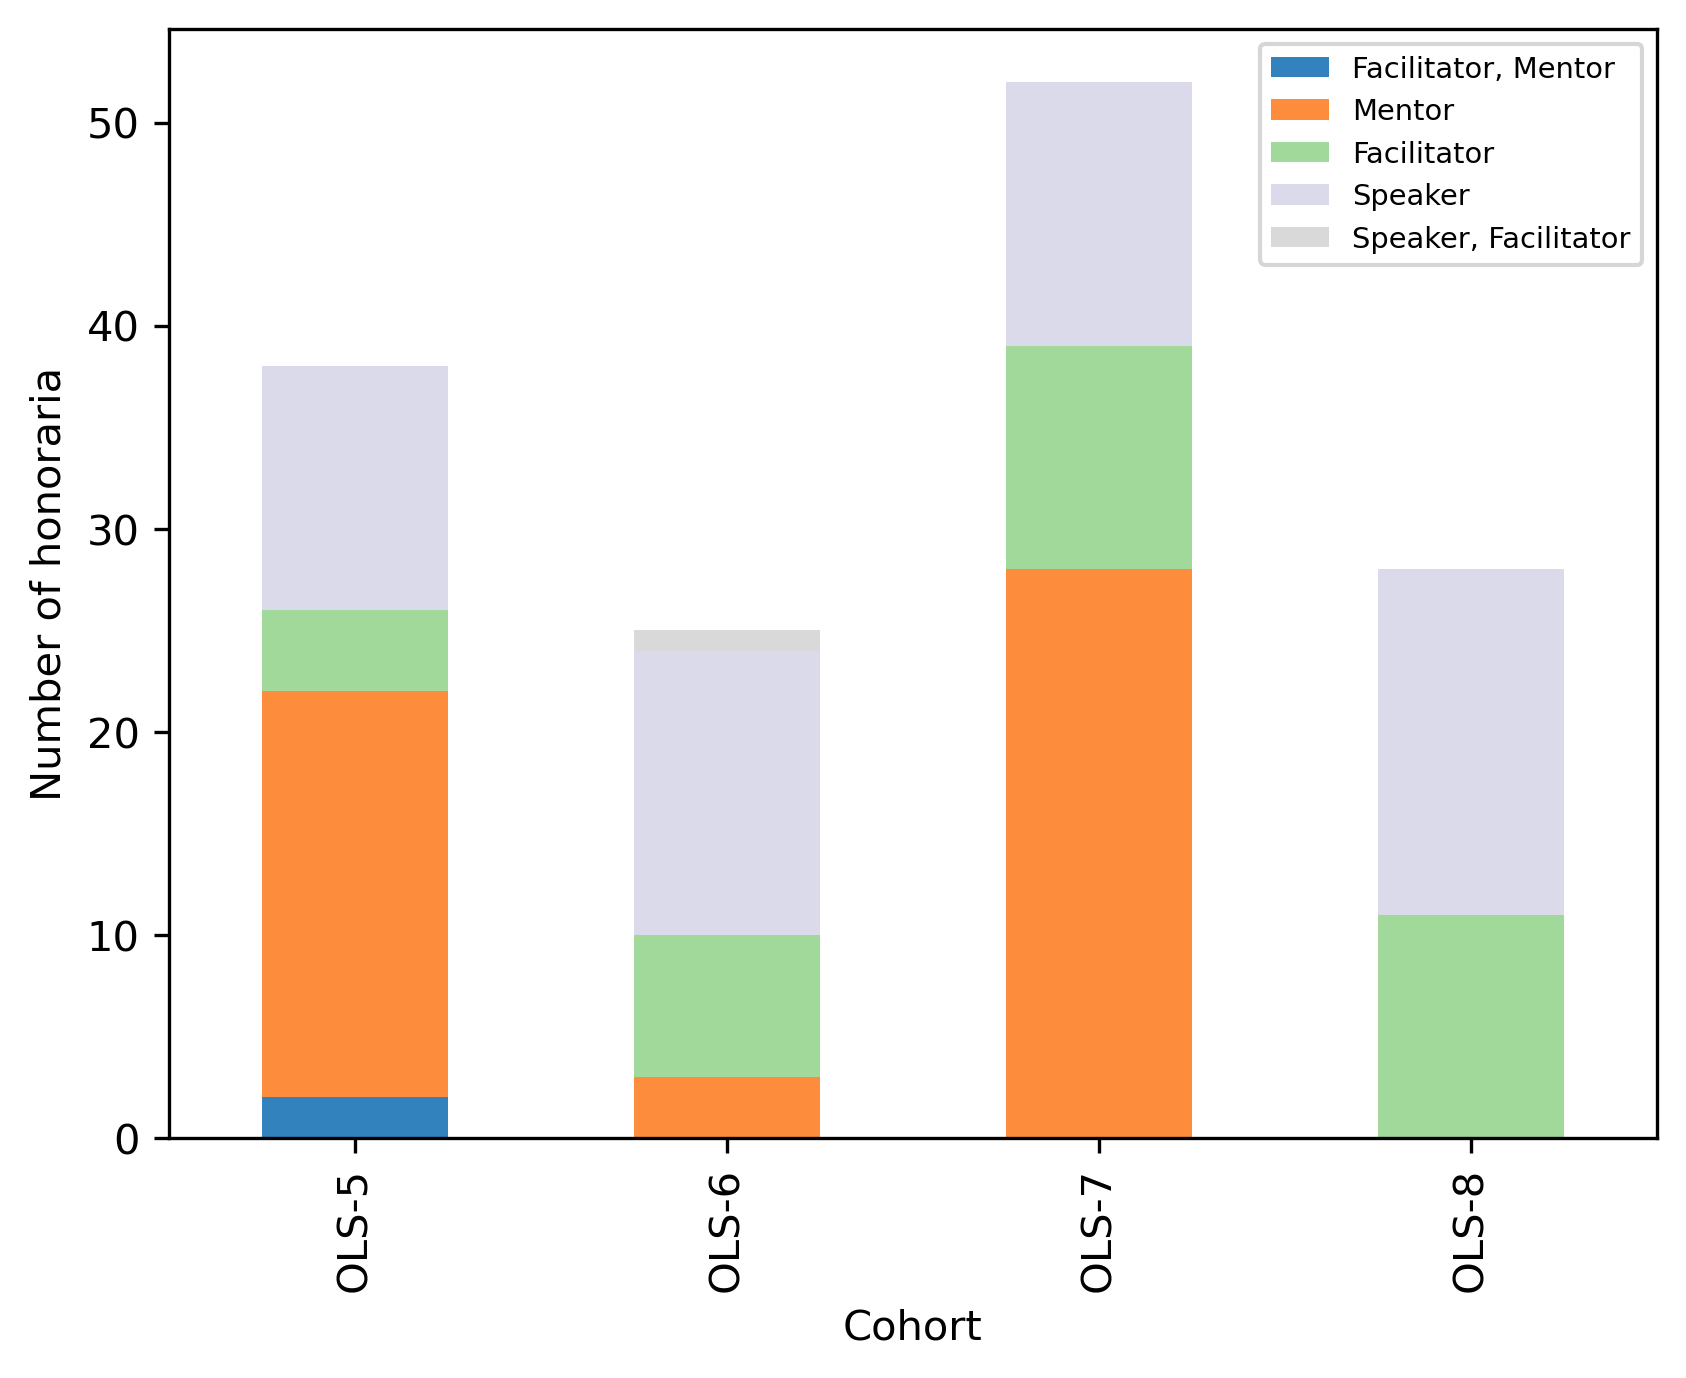 Facilitator, Mentor
Mentor
Facilitator
Speaker
Speaker, Facilitator
Number of honoraria
50
40
30
20
10
0
OLS-5
OLS-6
OLS-7
OLS-8
Cohort